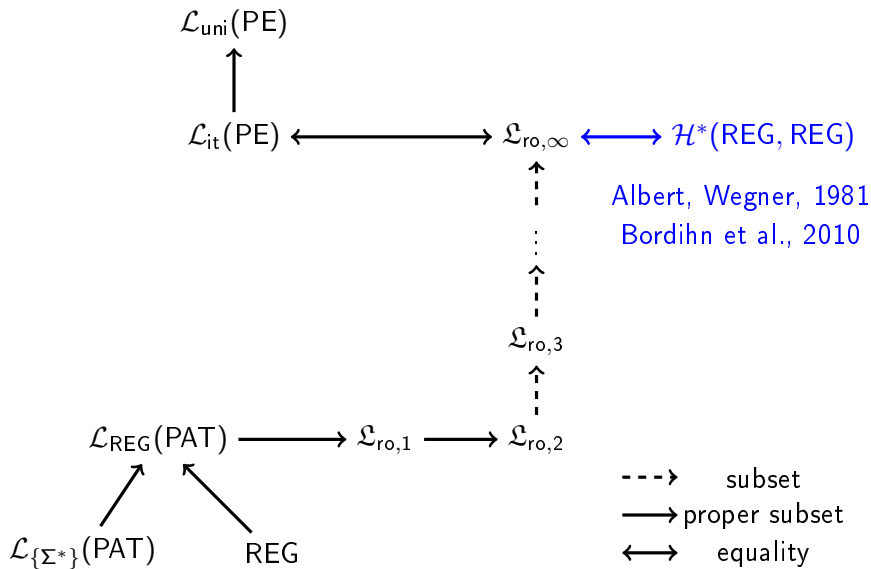 ℒ_uni(PE)
ℒ_it(PE)
𝔏_ro,∞
ℋ*(REG, REG)
Albert, Wegner, 1981
Bordihn et al., 2010
⋮
𝔏_ro,3
ℒ_REG(PAT)
𝔏_ro,1
𝔏_ro,2
subset
proper subset
ℒ_{Σ*}(PAT)
REG
equality